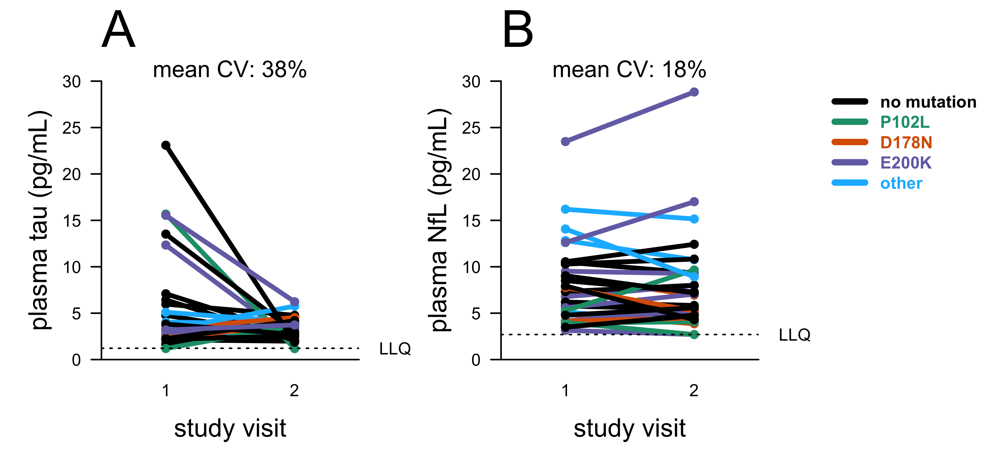 A
mean CV: 38%
plasma tau (pg/mL)
30
25
20
15
10
5
0
LLQ
1
2
study visit
B
mean CV: 18%
plasma NfL (pg/mL)
30
25
20
15
10
5
0
LLQ
1
2
study visit
no mutation
P102L
D178N
E200K
other